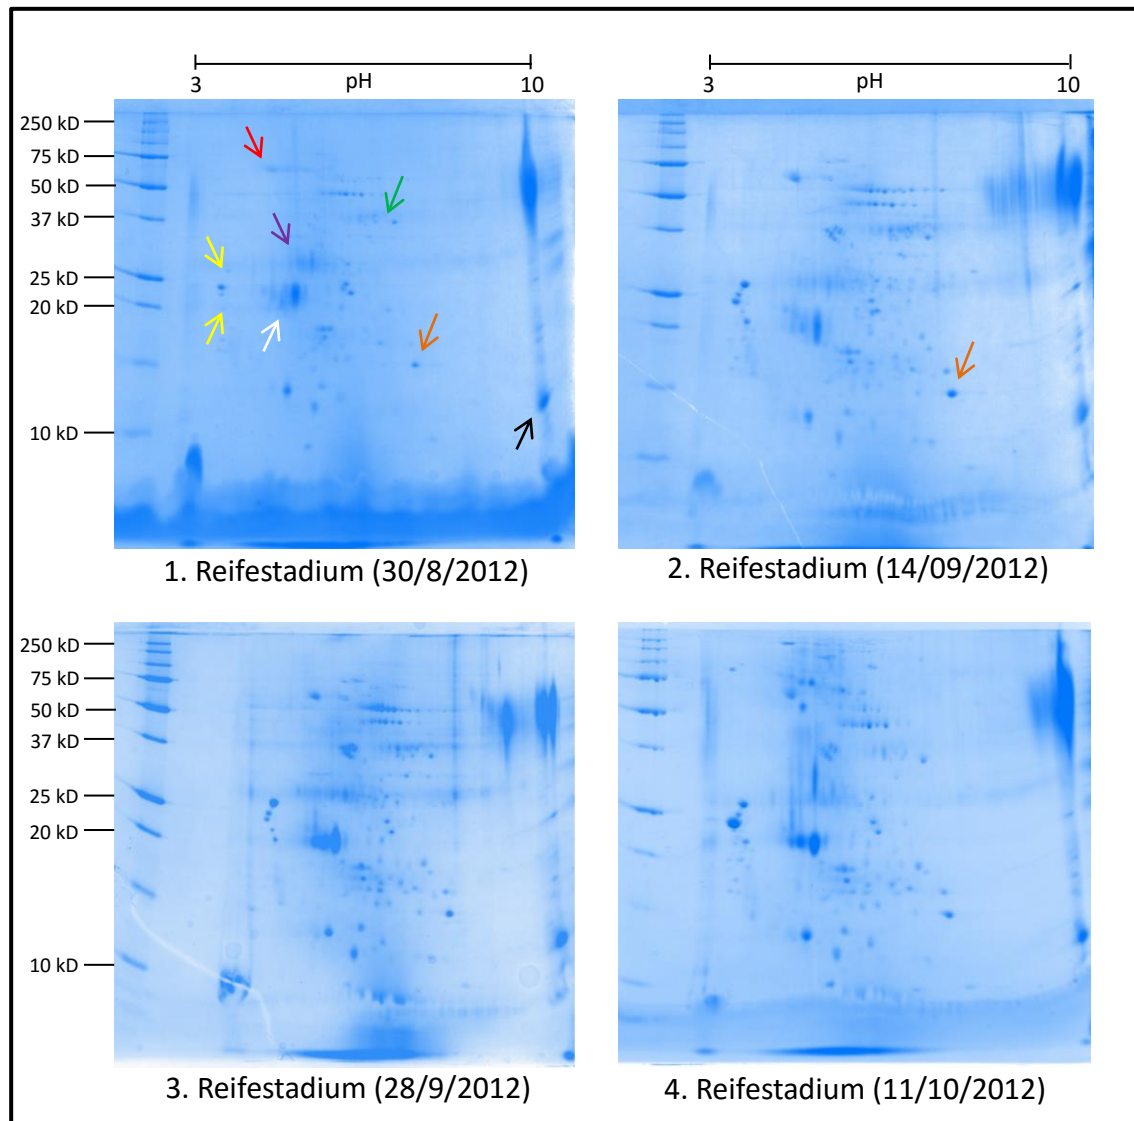 pH
3 10
pH
3 10
250 kD
75 kD
50 kD
37 kD
25 kD
20 kD
10 kD
1. Reifestadium (30/8/2012)
2. Reifestadium (14/09/2012)
250 kD
75 kD
50 kD
37 kD
25 kD
20 kD
10 kD
3. Reifestadium (28/9/2012)
4. Reifestadium (11/10/2012)